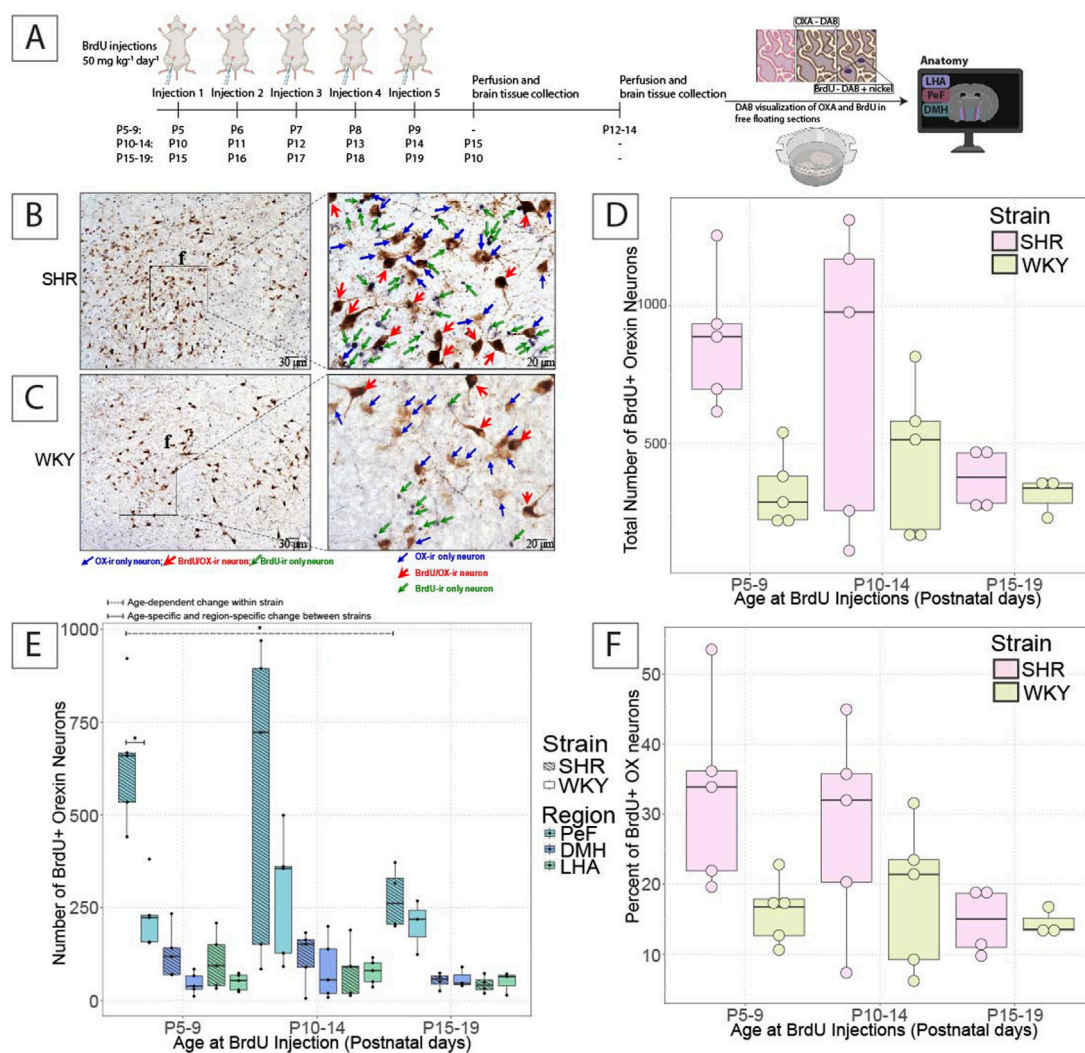 A
BrdU injections
50 mg kg⁻¹ day⁻¹
Injection 1 Injection 2 Injection 3 Injection 4 Injection 5
Perfusion and
brain tissue collection
Perfusion and
brain tissue collection
P5-9: P5 P6 P7 P8 P9 - P12-14
P10-14: P10 P11 P12 P13 P14 P15 -
P15-19: P15 P16 P17 P18 P19 P10 -
OXA - DAB
BrdU - DAB + nickel
DAB visualization of OXA and BrdU in
free floating sections
Anatomy
LHA
PeF
DMH
B
SHR
f
30 µm
20 µm
C
WKY
f
30 µm
20 µm
OX-ir only neuron; BrdU/OX-ir neuron; BrdU-ir only neuron
OX-ir only neuron
BrdU/OX-ir neuron
BrdU-ir only neuron
D
Strain
SHR
WKY
Total Number of BrdU+ Orexin Neurons
1000
500
P5-9 P10-14 P15-19
Age at BrdU Injections (Postnatal days)
Age-dependent change within strain
Age-specific and region-specific change between strains
E
*
*
Number of BrdU+ Orexin Neurons
1000
750
500
250
0
P5-9 P10-14 P15-19
Age at BrdU Injection (Postnatal days)
Strain
SHR
WKY
Region
PeF
DMH
LHA
F
Strain
SHR
WKY
Percent of BrdU+ OX Neurons
50
40
30
20
10
P5-9 P10-14 P15-19
Age at BrdU Injections (Postnatal days)